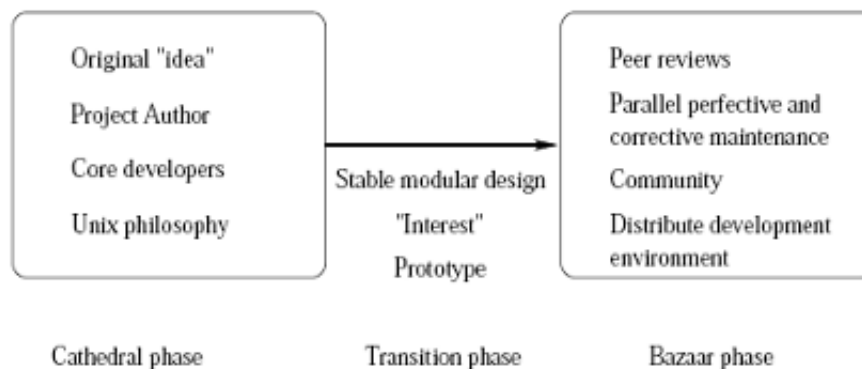 Original "idea"
Project Author
Core developers
Unix philosophy
Stable modular design
"Interest"
Prototype
Peer reviews
Parallel perfective and
corrective maintenance
Community
Distribute development
environment
Cathedral phase
Transition phase
Bazaar phase